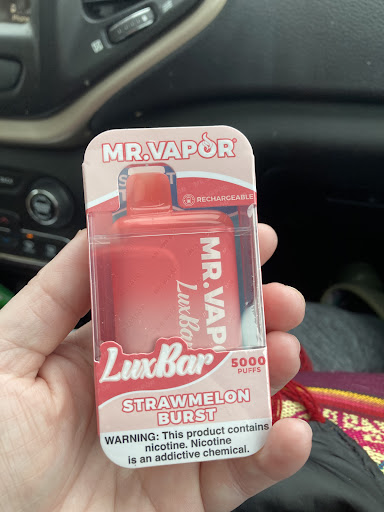 MR.VAPOR
RECHARGEABLE
MR. VAPO
LuxBar
LuxBar
5000
PUFFS
STRAWMELON
BURST
WARNING: This product contains
nicotine. Nicotine
is an addictive chemical.